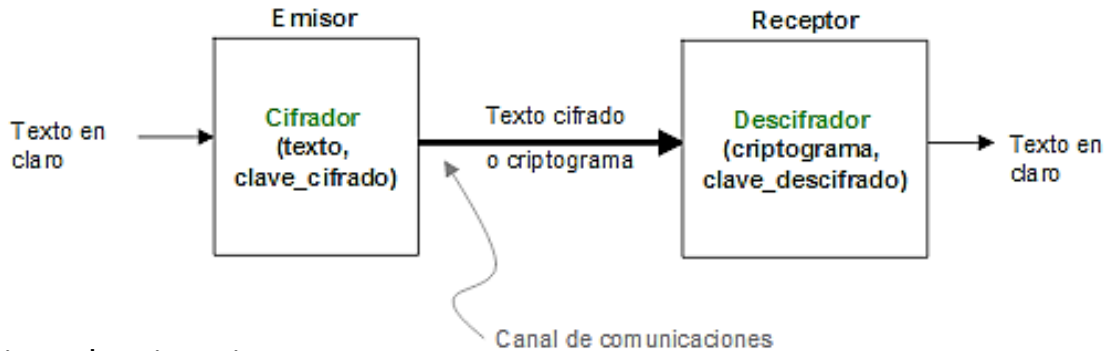 Emisor
Receptor
Texto en
claro
Cifrador
(texto,
clave_cifrado)
Texto cifrado
o criptograma
Descifrador
(criptograma,
clave_descifrado)
Texto en
claro
Canal de comunicaciones